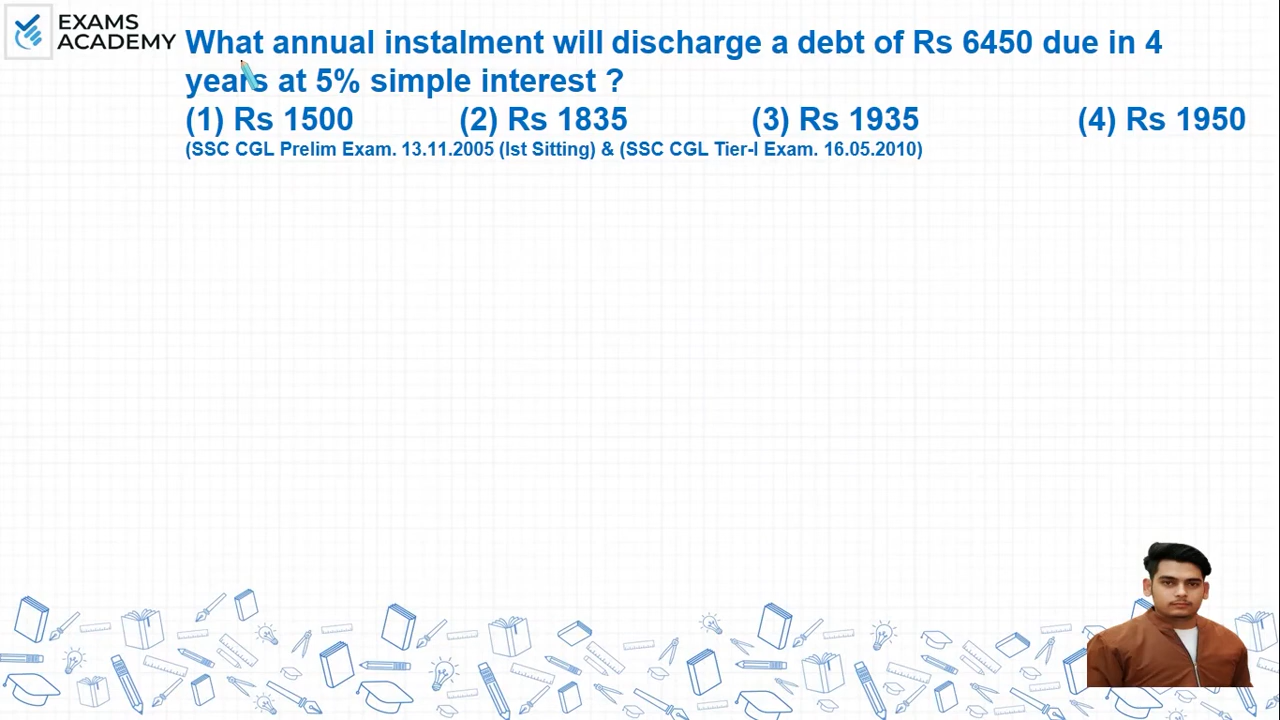 EXAMS
ACADEMY
What annual instalment will discharge a debt of Rs 6450 due in 4
years at 5% simple interest ?
(1) Rs 1500 (2) Rs 1835 (3) Rs 1935 (4) Rs 1950
(SSC CGL Prelim Exam. 13.11.2005 (Ist Sitting) & (SSC CGL Tier-I Exam. 16.05.2010)